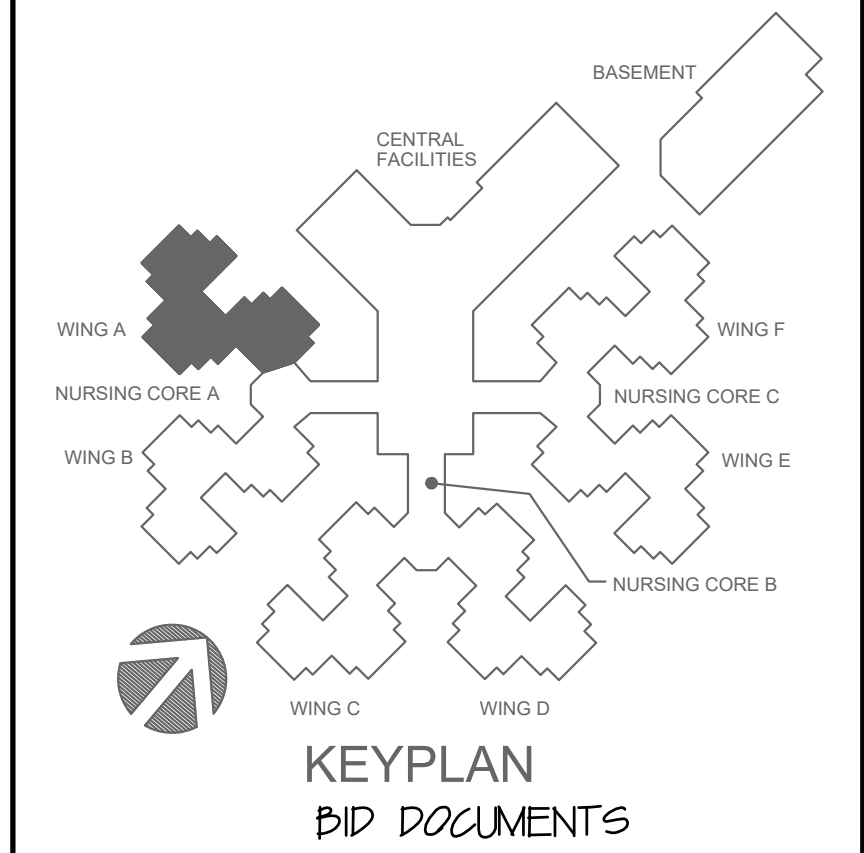 BASEMENT
CENTRAL
FACILITIES
WING A
WING F
NURSING CORE A
NURSING CORE C
WING B
WING E
NURSING CORE B
WING C
WING D
KEYPLAN
BID DOCUMENTS